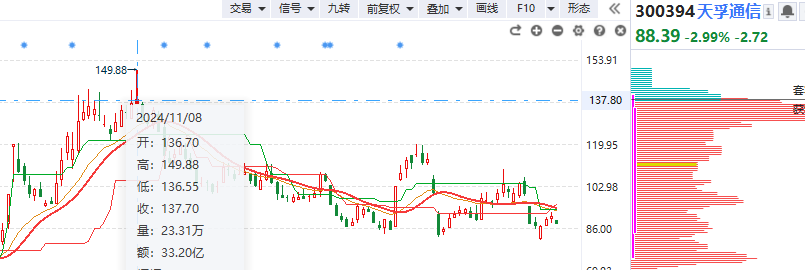 交易 信号 九转 前复权 叠加 画线 F10 形态
300394 天孚通信
88.39 -2.99% -2.72
153.91
149.88
137.80
套
获
2024/11/08
开: 136.70
高: 149.88
119.95
低: 136.55
102.98
收: 137.70
量: 23.31万
86.00
额: 33.20亿